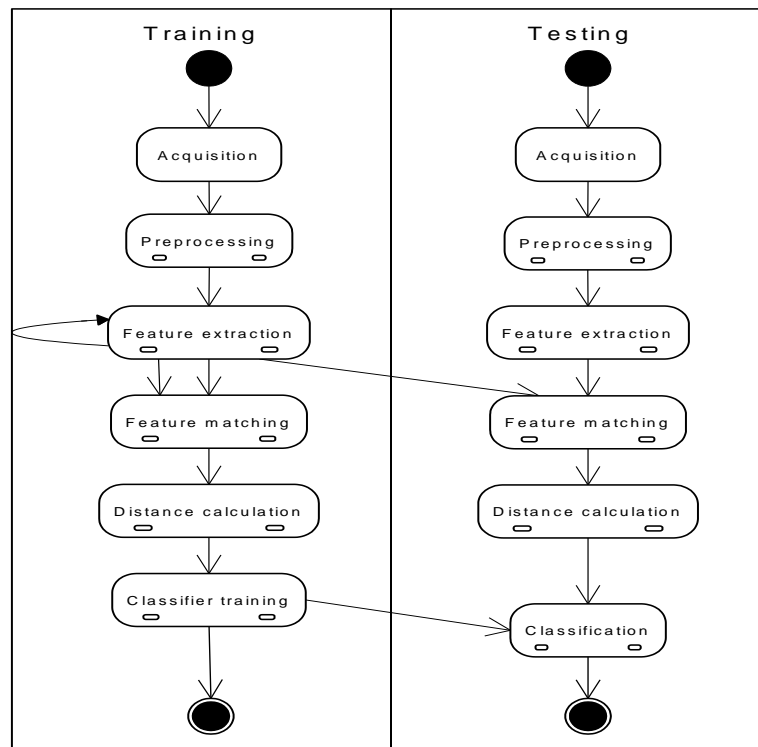 Training
Acquisition
Preprocessing
Feature extraction
Feature matching
Distance calculation
Classifier training
Testing
Acquisition
Preprocessing
Feature extraction
Feature matching
Distance calculation
Classification